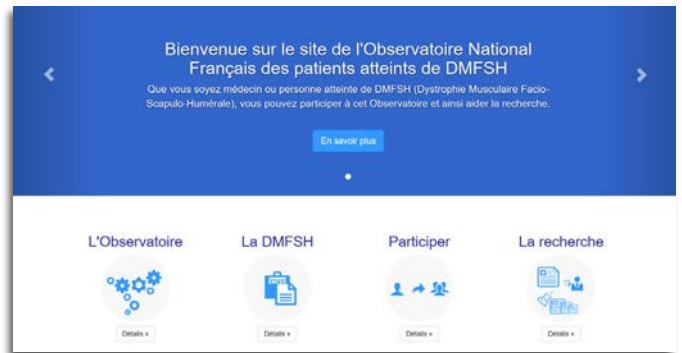 Bienvenue sur le site de l'Observatoire National
Français des patients atteints de DMFSH
Que vous soyez médecin ou personne atteinte de DMFSH (Dystrophie Musculaire Facio-
Scapulo-Humérale), vous pouvez participer à cet Observatoire et ainsi aider la recherche.
En savoir plus
L'Observatoire
La DMFSH
Participer
La recherche
Détails »
Détails »
Détails »
Détails »